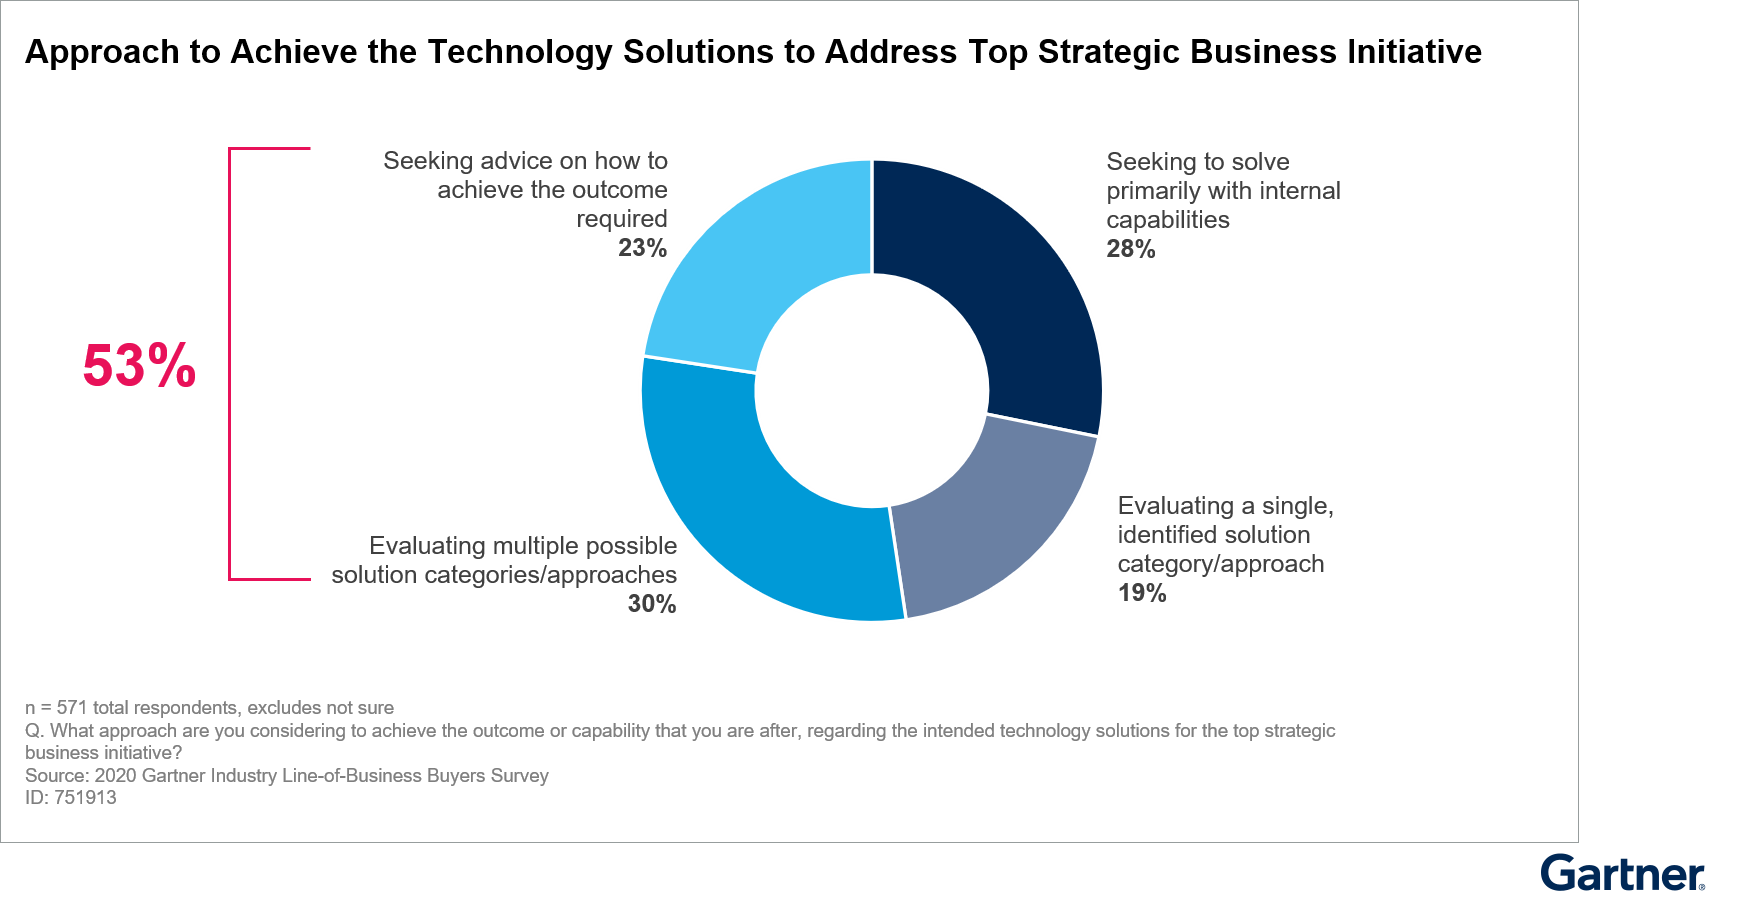 Approach to Achieve the Technology Solutions to Address Top Strategic Business Initiative
Seeking advice on how to
achieve the outcome
required
23%
Seeking to solve
primarily with internal
capabilities
28%
53%
Evaluating multiple possible
solution categories/approaches
30%
Evaluating a single,
identified solution
category/approach
19%
n = 571 total respondents, excludes not sure
Q. What approach are you considering to achieve the outcome or capability that you are after, regarding the intended technology solutions for the top strategic
business initiative?
Source: 2020 Gartner Industry Line-of-Business Buyers Survey
ID: 751913
Gartner®